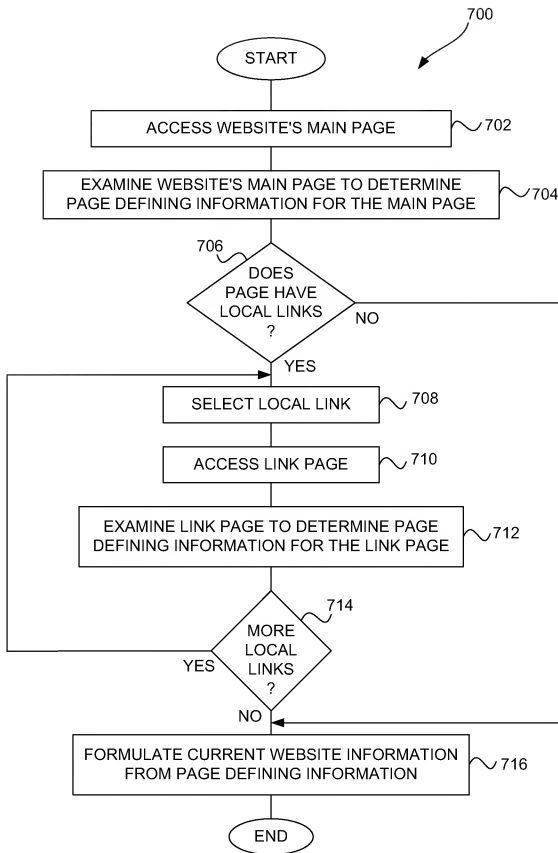 700
START
ACCESS WEBSITE'S MAIN PAGE
702
EXAMINE WEBSITE'S MAIN PAGE TO DETERMINE
PAGE DEFINING INFORMATION FOR THE MAIN PAGE
704
706
DOES
PAGE HAVE
LOCAL LINKS
?
NO
YES
SELECT LOCAL LINK
708
ACCESS LINK PAGE
710
EXAMINE LINK PAGE TO DETERMINE PAGE
DEFINING INFORMATION FOR THE LINK PAGE
712
714
MORE
LOCAL
LINKS
?
YES
NO
FORMULATE CURRENT WEBSITE INFORMATION
FROM PAGE DEFINING INFORMATION
716
END